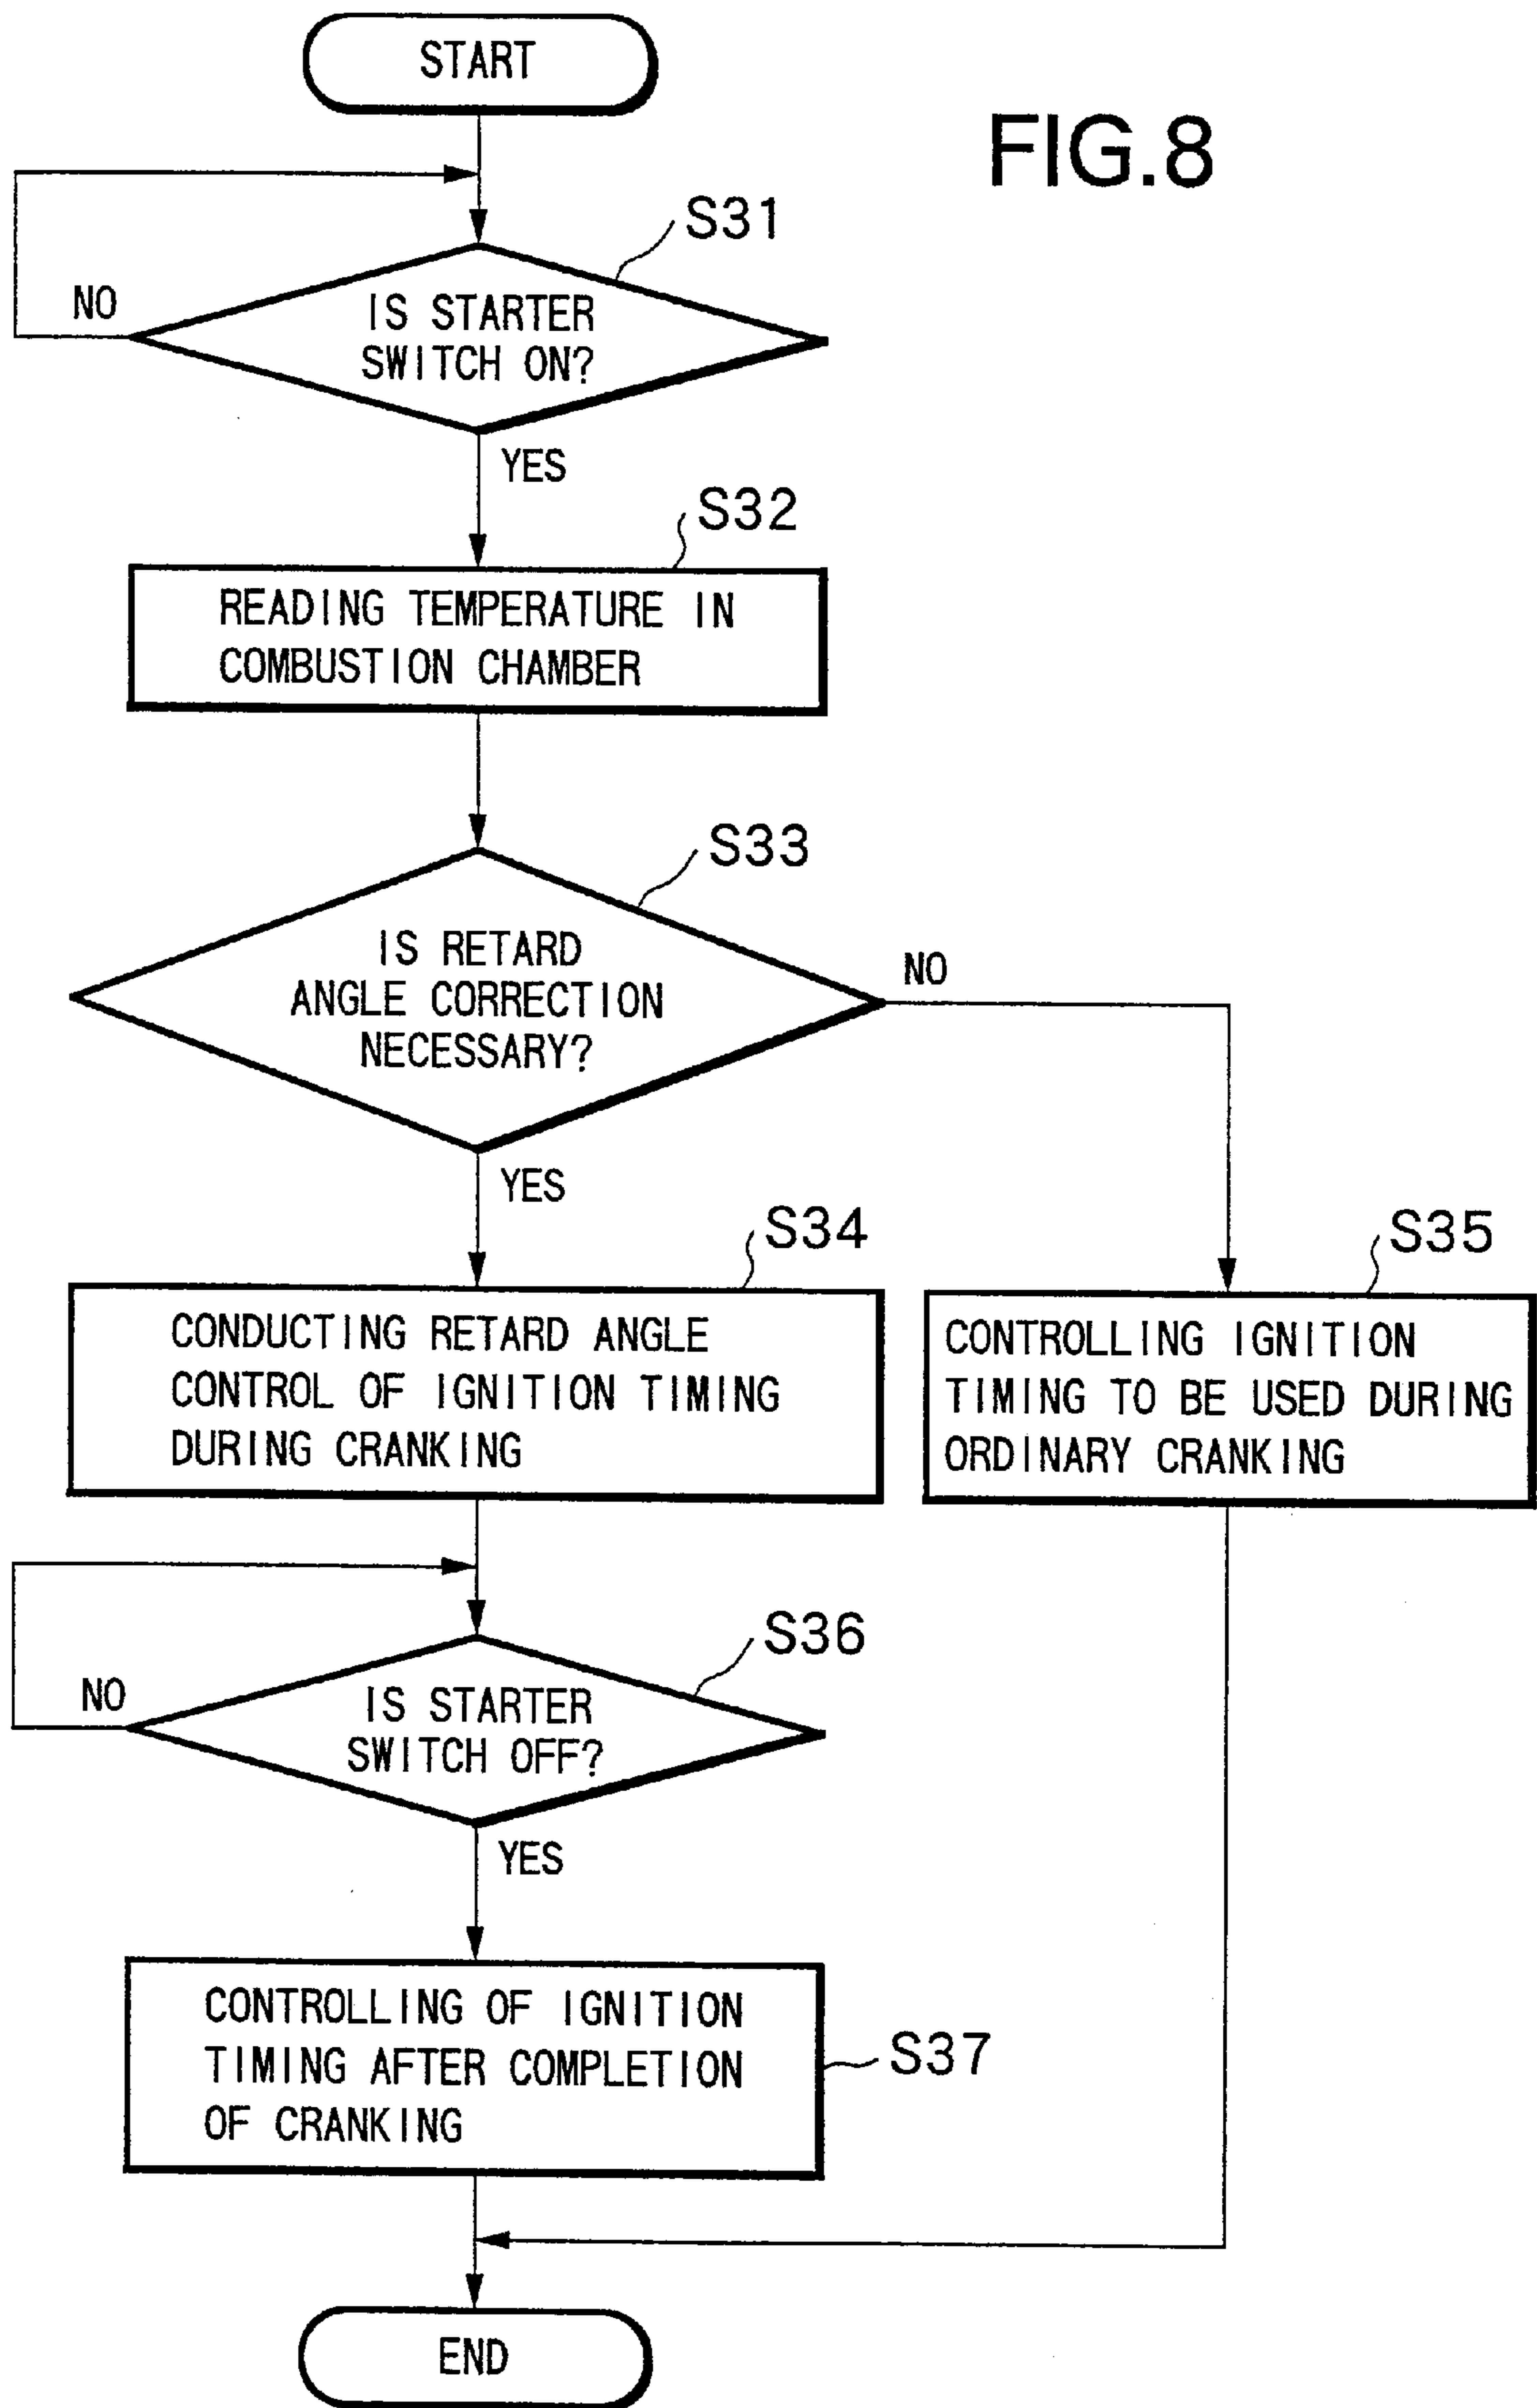 START
FIG.8
S31
IS STARTER
SWITCH ON?
NO
YES
S32
READING TEMPERATURE IN
COMBUSTION CHAMBER
S33
IS RETARD
ANGLE CORRECTION
NECESSARY?
NO
YES
S34
CONDUCTING RETARD ANGLE
CONTROL OF IGNITION TIMING
DURING CRANKING
S35
CONTROLLING IGNITION
TIMING TO BE USED DURING
ORDINARY CRANKING
S36
IS STARTER
SWITCH OFF?
NO
YES
CONTROLLING OF IGNITION
TIMING AFTER COMPLETION
OF CRANKING
S37
END